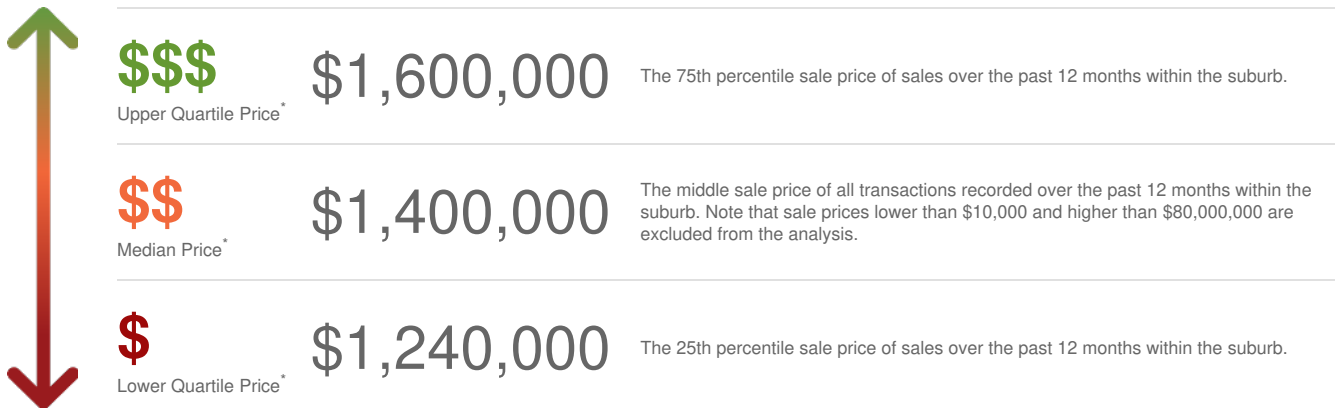 $$$
Upper Quartile Price*
$1,600,000
The 75th percentile sale price of sales over the past 12 months within the suburb.
$$
Median Price*
$1,400,000
The middle sale price of all transactions recorded over the past 12 months within the
suburb. Note that sale prices lower than $10,000 and higher than $80,000,000 are
excluded from the analysis.
$
Lower Quartile Price*
$1,240,000
The 25th percentile sale price of sales over the past 12 months within the suburb.